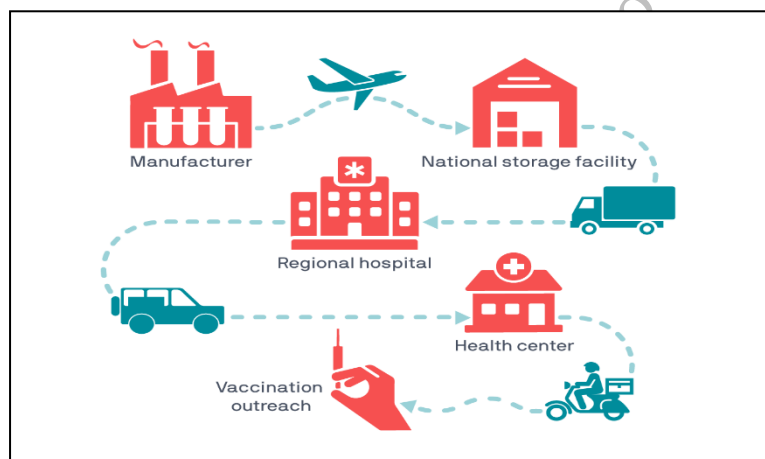 Manufacturer
National storage facility
Regional hospital
Health center
Vaccination
outreach